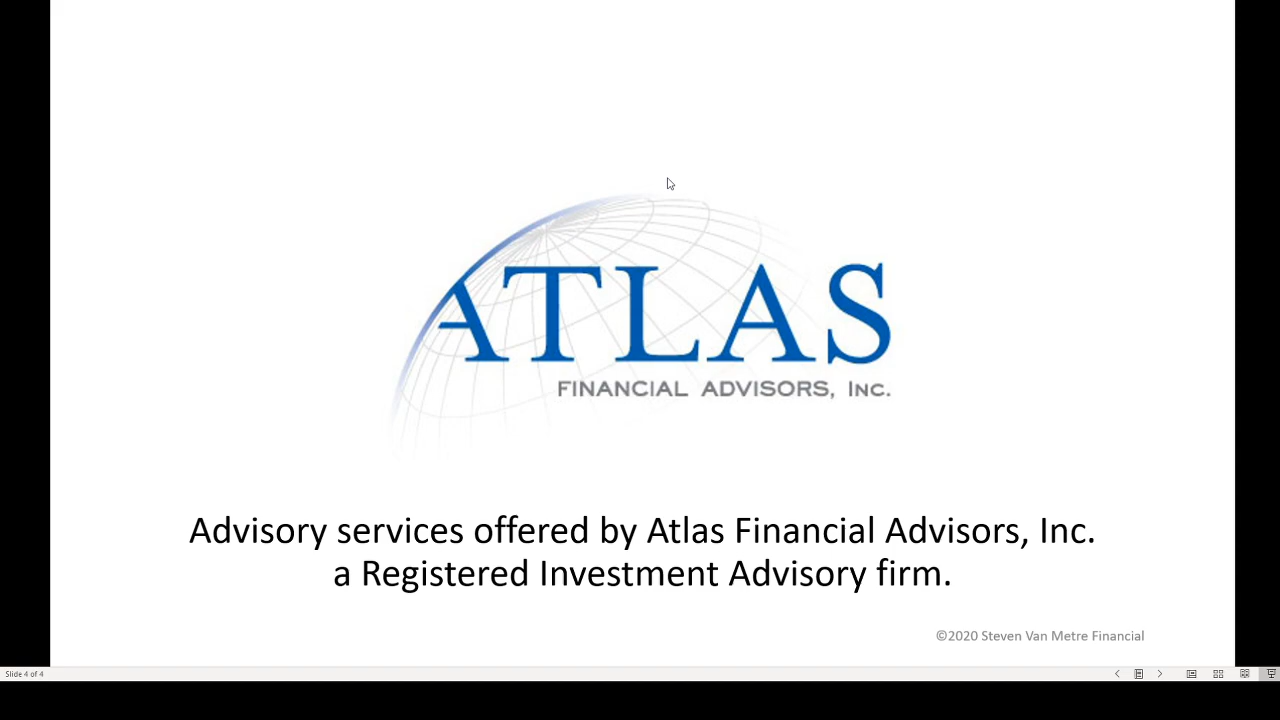 ATLAS
FINANCIAL ADVISORS, INC.
Advisory services offered by Atlas Financial Advisors, Inc.
a Registered Investment Advisory firm.
©2020 Steven Van Metre Financial
Slide 4 of 4